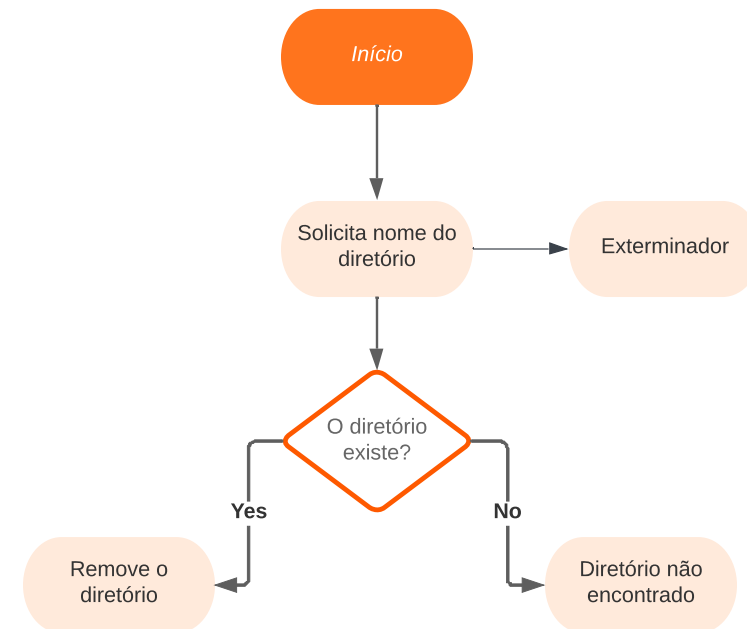 Início
Solicita nome do
diretório
Exterminador
O diretório
existe?
Yes
No
Remove o
diretório
Diretório não
encontrado